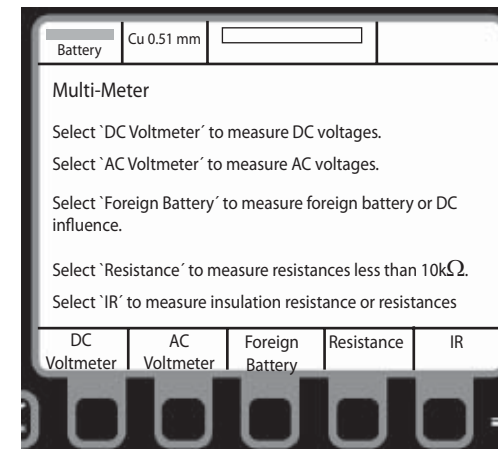 Battery
Cu 0.51 mm
Multi-Meter
Select `DC Voltmeter´ to measure DC voltages.
Select `AC Voltmeter´ to measure AC voltages.
Select `Foreign Battery´ to measure foreign battery or DC
influence.
Select `Resistance´ to measure resistances less than 10kΩ.
Select `IR´ to measure insulation resistance or resistances
DC
Voltmeter
AC
Voltmeter
Foreign
Battery
Resistance
IR